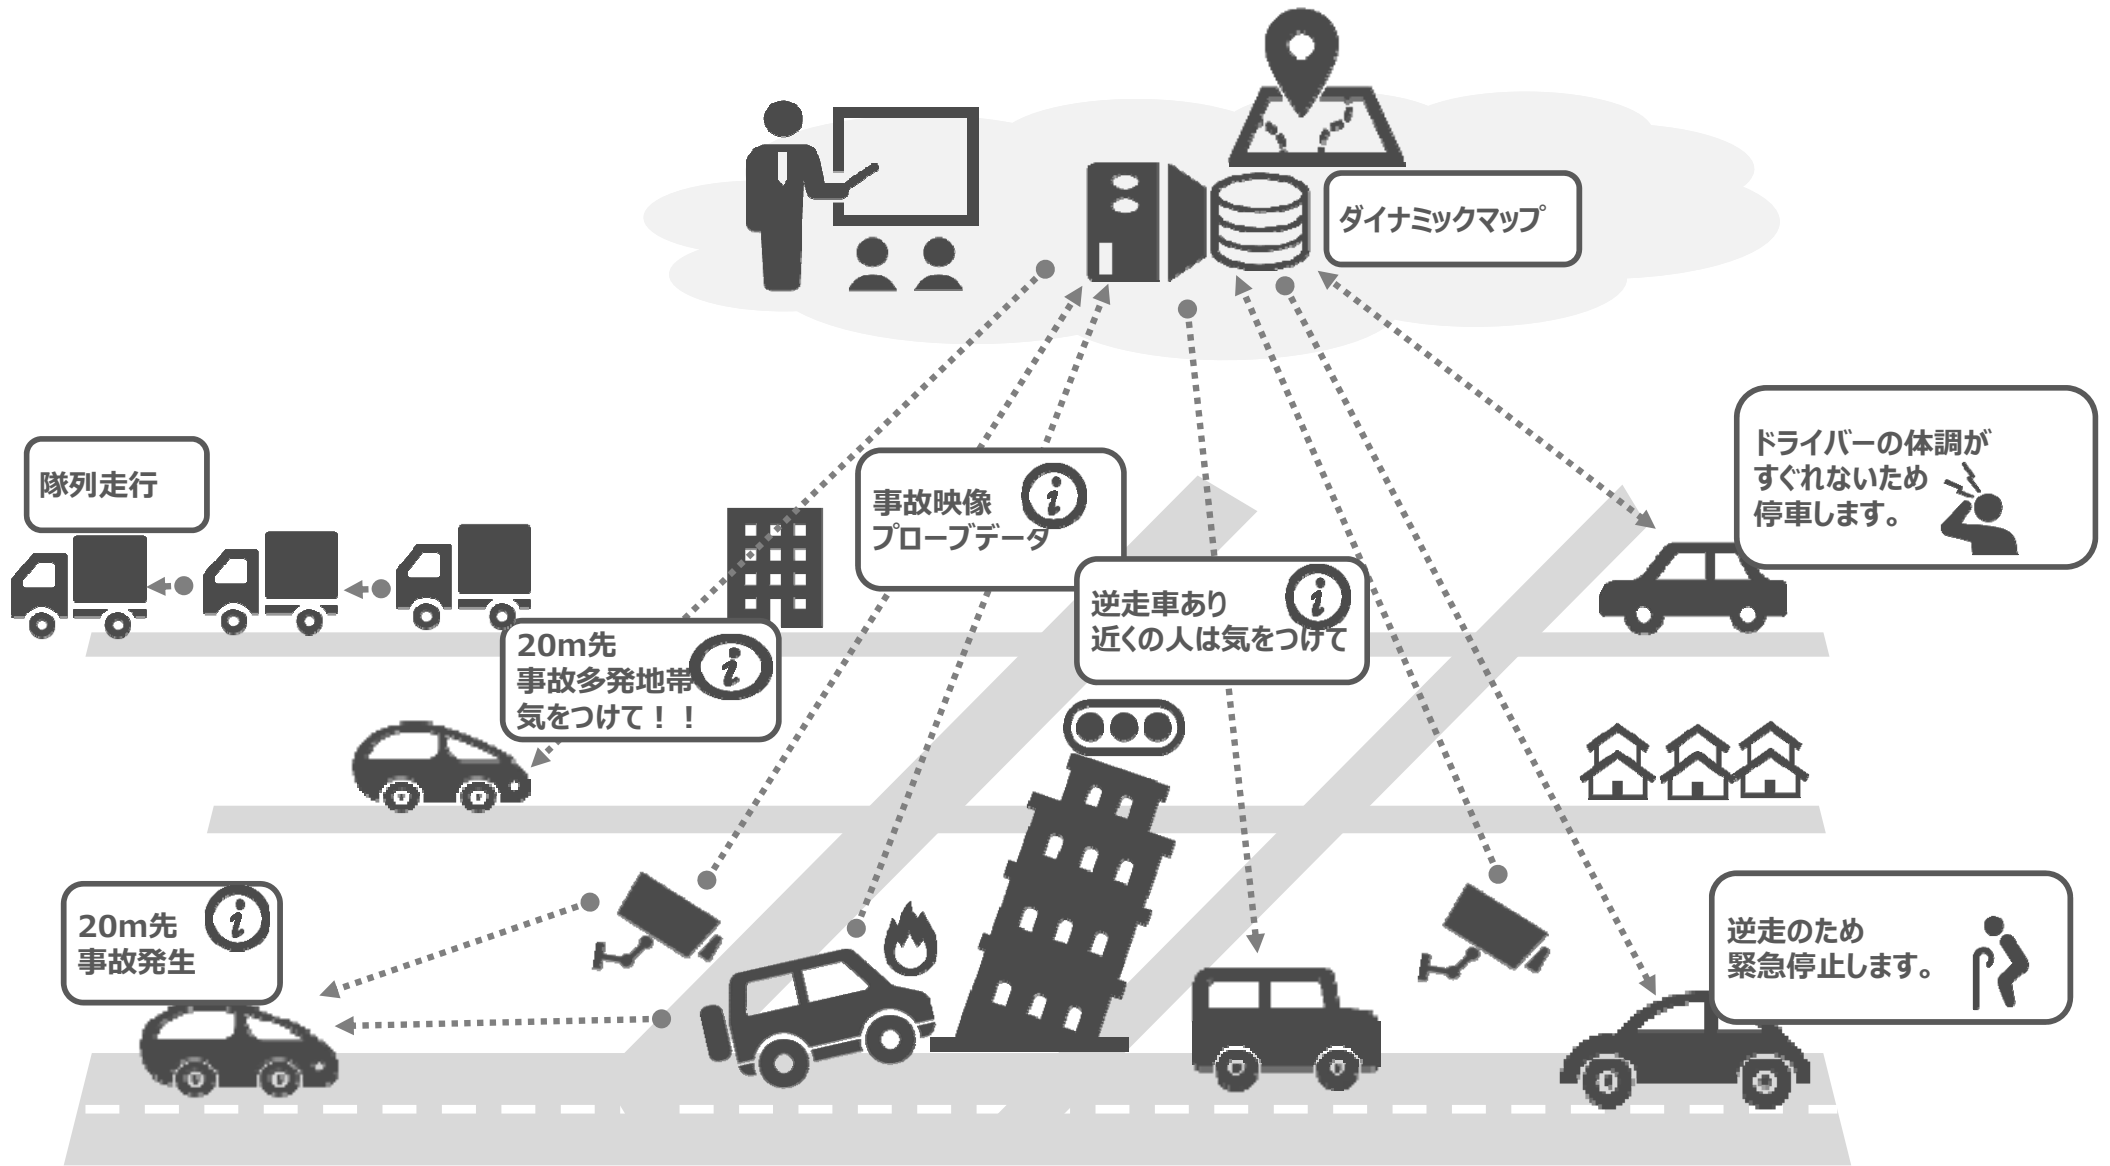 ダイナミックマップ
隊列走行
事故映像
プローブデータ
ドライバーの体調が
すぐれないため
停車します。
逆走車あり
近くの人は気をつけて
20m先
事故多発地帯
気をつけて！！
20m先
事故発生
逆走のため
緊急停止します。